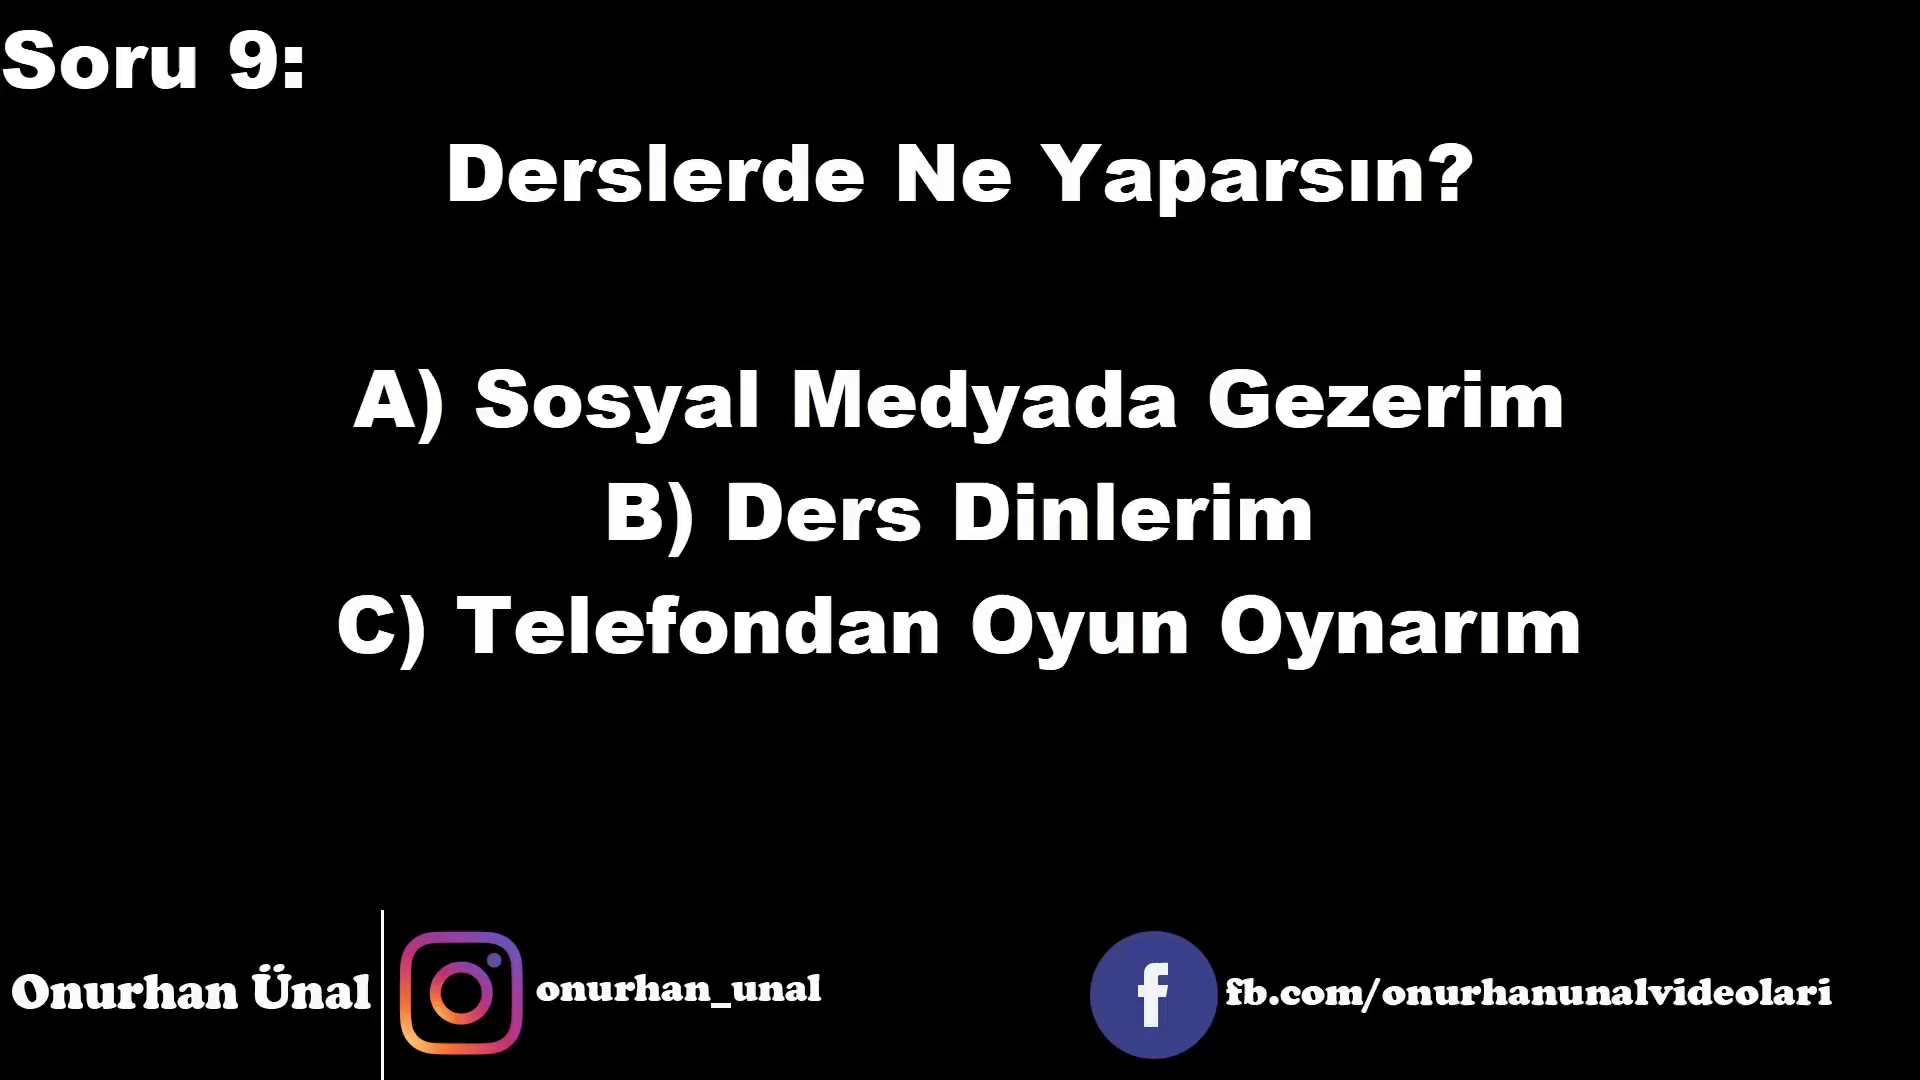 Soru 9:
Derslerde Ne Yaparsın?
A) Sosyal Medyada Gezerim
B) Ders Dinlerim
C) Telefondan Oyun Oynarım
Onurhan Ünal
onurhan_unal
fb.com/onurhanunalvideolari